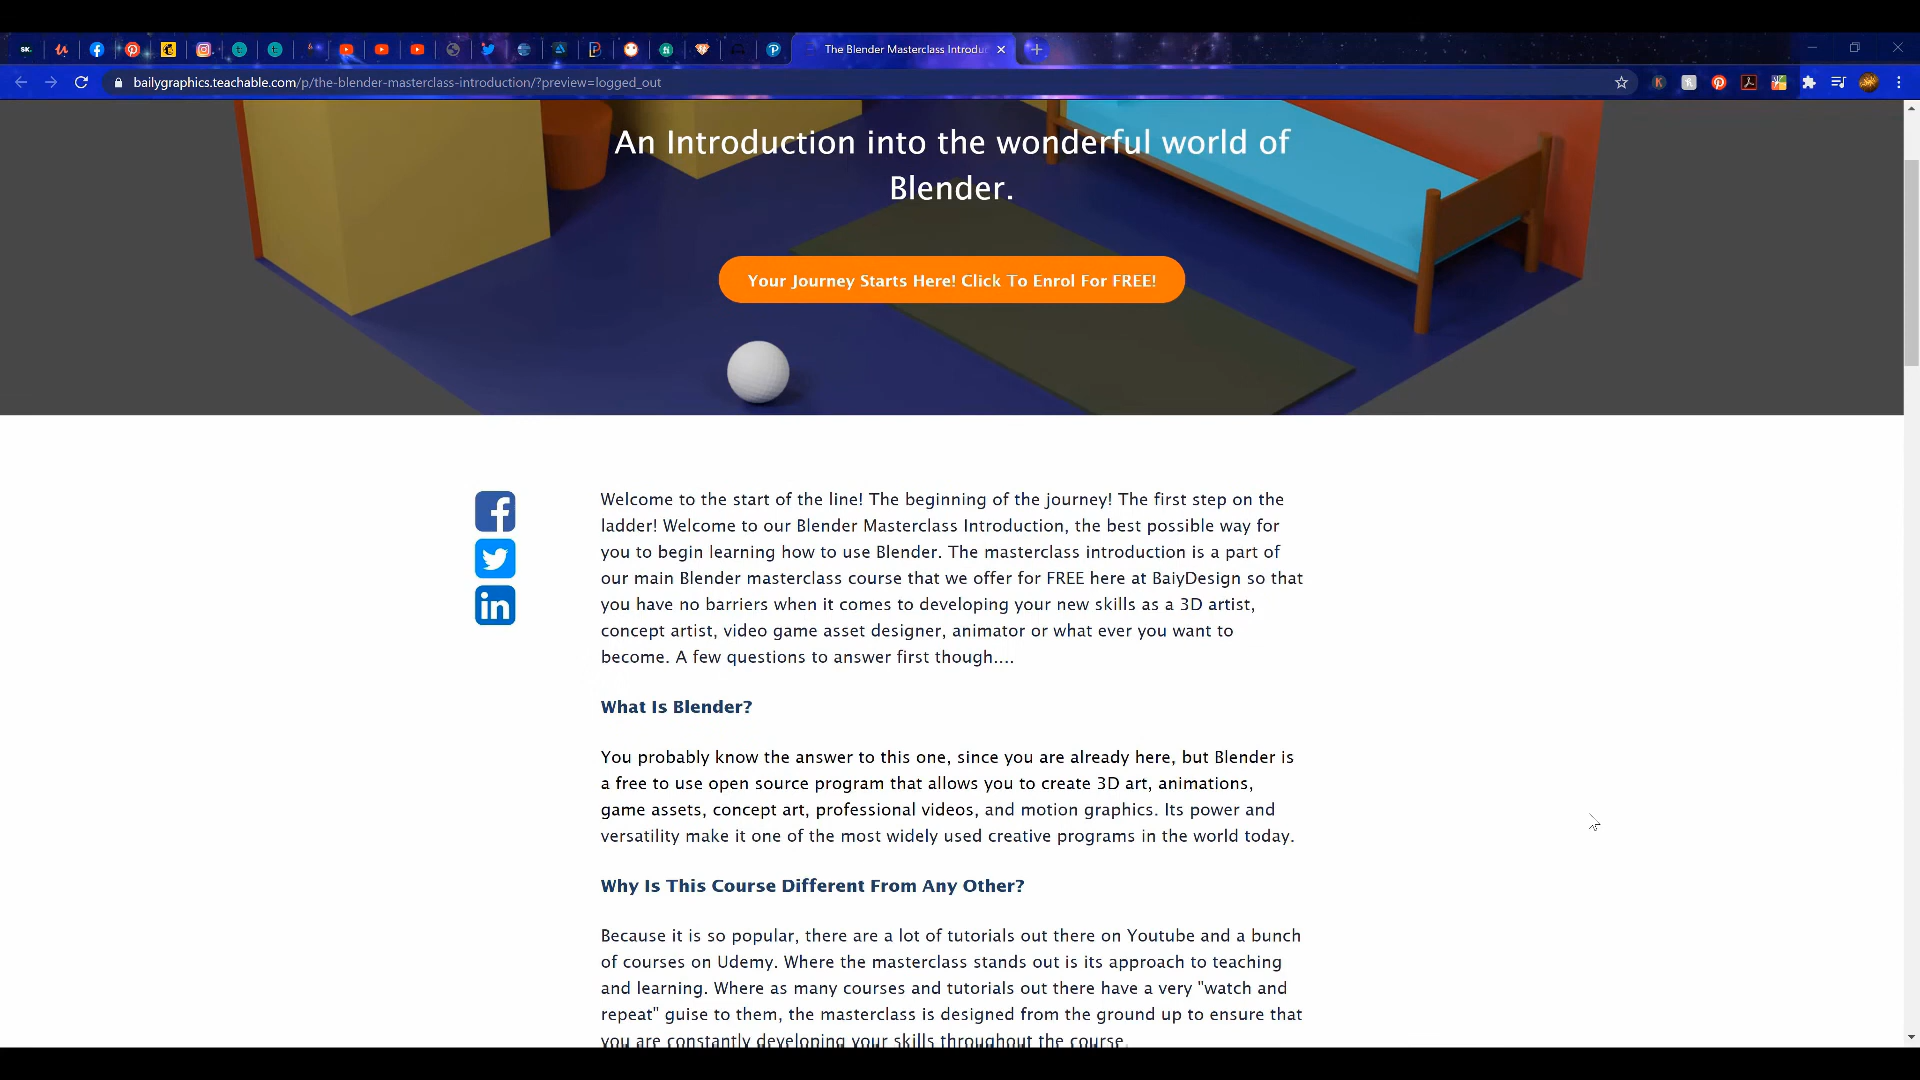 The Blender Masterclass Introdu
bailygraphics.teachable.com/p/the-blender-masterclass-introduction/?preview=logged_out
An Introduction into the wonderful world of
Blender.
Your Journey Starts Here! Click To Enrol For FREE!
Welcome to the start of the line! The beginning of the journey! The first step on the
ladder! Welcome to our Blender Masterclass Introduction, the best possible way for
you to begin learning how to use Blender. The masterclass introduction is a part of
our main Blender masterclass course that we offer for FREE here at BaiyDesign so that
you have no barriers when it comes to developing your new skills as a 3D artist,
concept artist, video game asset designer, animator or what ever you want to
become. A few questions to answer first though....
What Is Blender?
You probably know the answer to this one, since you are already here, but Blender is
a free to use open source program that allows you to create 3D art, animations,
game assets, concept art, professional videos, and motion graphics. Its power and
versatility make it one of the most widely used creative programs in the world today.
Why Is This Course Different From Any Other?
Because it is so popular, there are a lot of tutorials out there on Youtube and a bunch
of courses on Udemy. Where the masterclass stands out is its approach to teaching
and learning. Where as many courses and tutorials out there have a very "watch and
repeat" guise to them, the masterclass is designed from the ground up to ensure that
you are constantly developing your skills throughout the course.